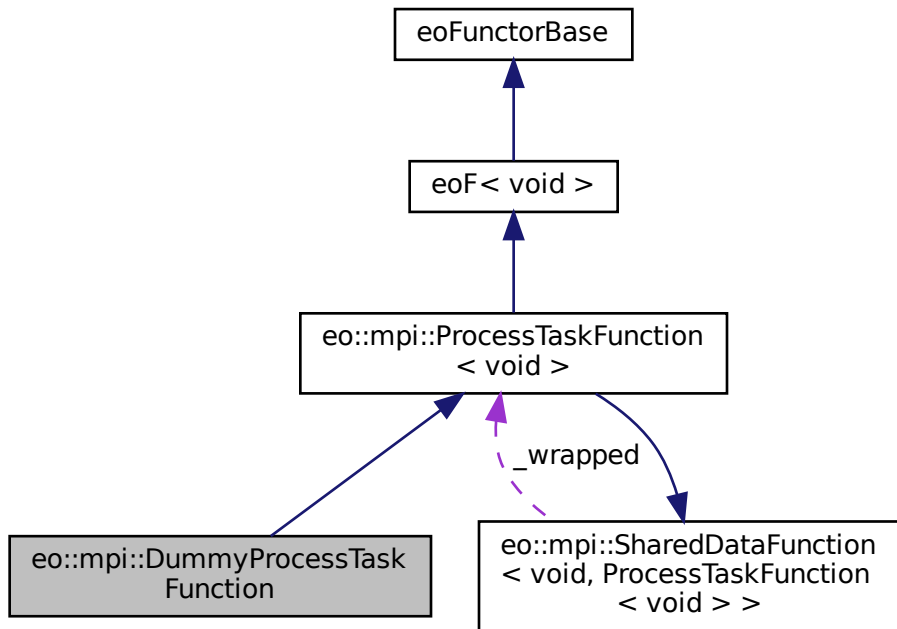 eoFunctorBase
eoF< void >
eo::mpi::ProcessTaskFunction
< void >
_wrapped
eo::mpi::DummyProcessTask
Function
eo::mpi::SharedDataFunction
< void, ProcessTaskFunction
< void > >